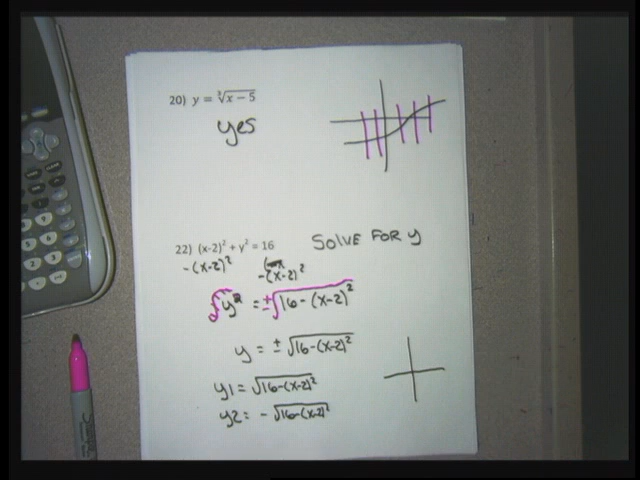 20) y = ∛(x − 5)
yes
22) (x-2)² + y² = 16 SOLVE FOR y
-(x-2)² -(x-2)²
√y² = ±√16-(x-2)²
y = ±√16-(x-2)²
y1 = √16-(x-2)²
y2 = -√16-(x-2)²